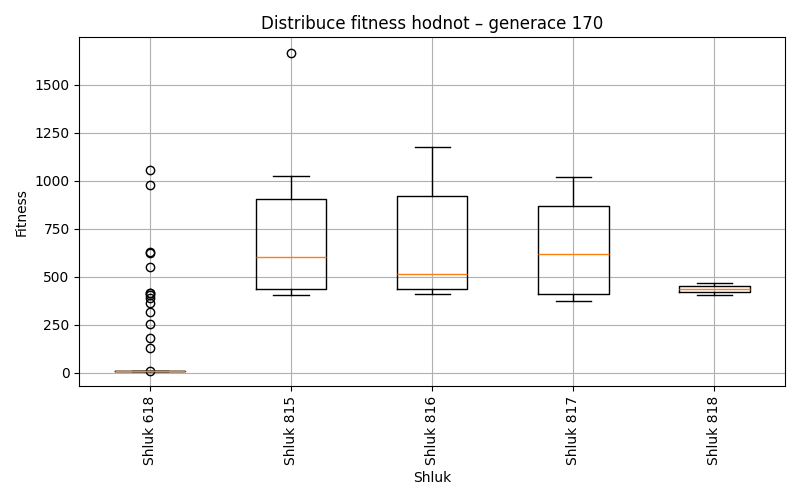 Distribuce fitness hodnot – generace 170
Fitness
1500
1250
1000
750
500
250
0
Shluk 618
Shluk 815
Shluk 816
Shluk 817
Shluk 818
Shluk